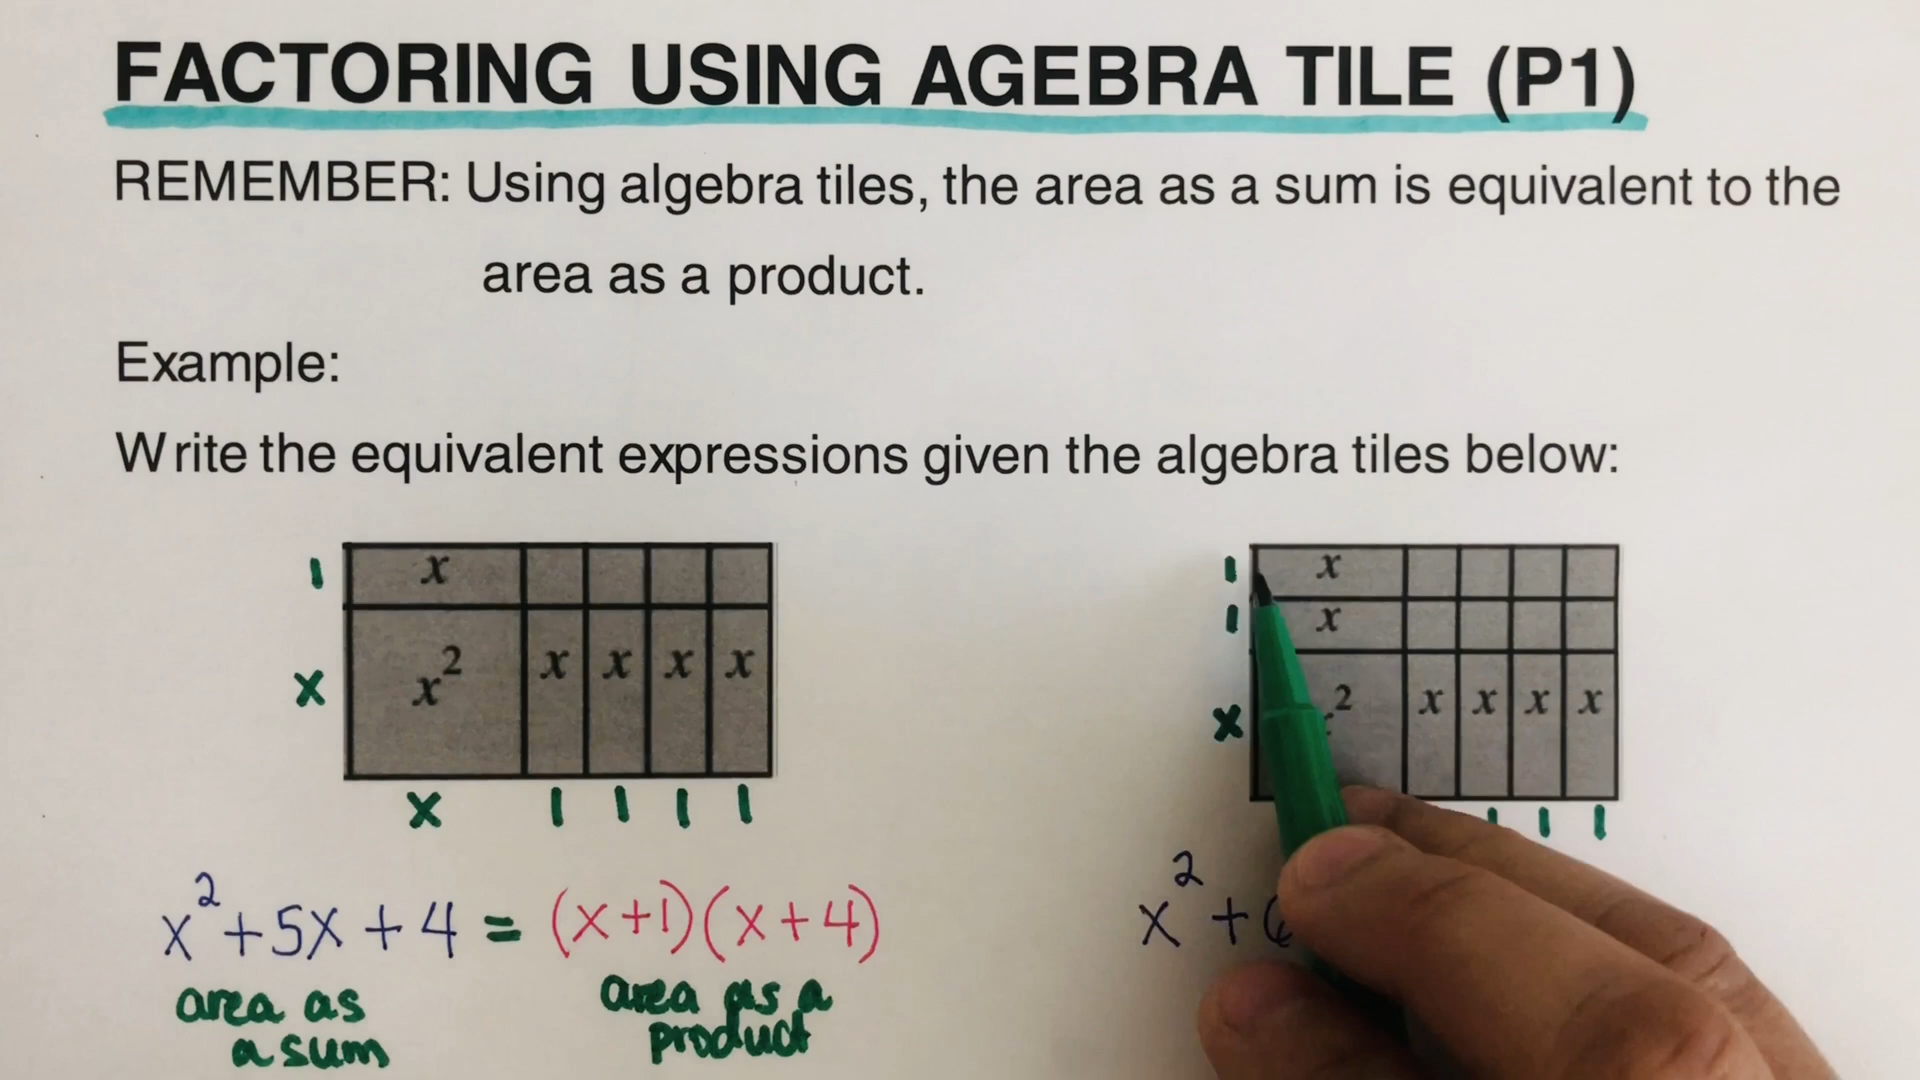 FACTORING USING AGEBRA TILE (P1)
REMEMBER: Using algebra tiles, the area as a sum is equivalent to the
area as a product.
Example:
Write the equivalent expressions given the algebra tiles below:
1 x
x x² x x x x
x 1 1 1 1
x² + 5x + 4 = (x+1)(x+4)
area as
a sum
area as a
product
1 x
1 x
x 2 x x x x
1 1 1
x² +